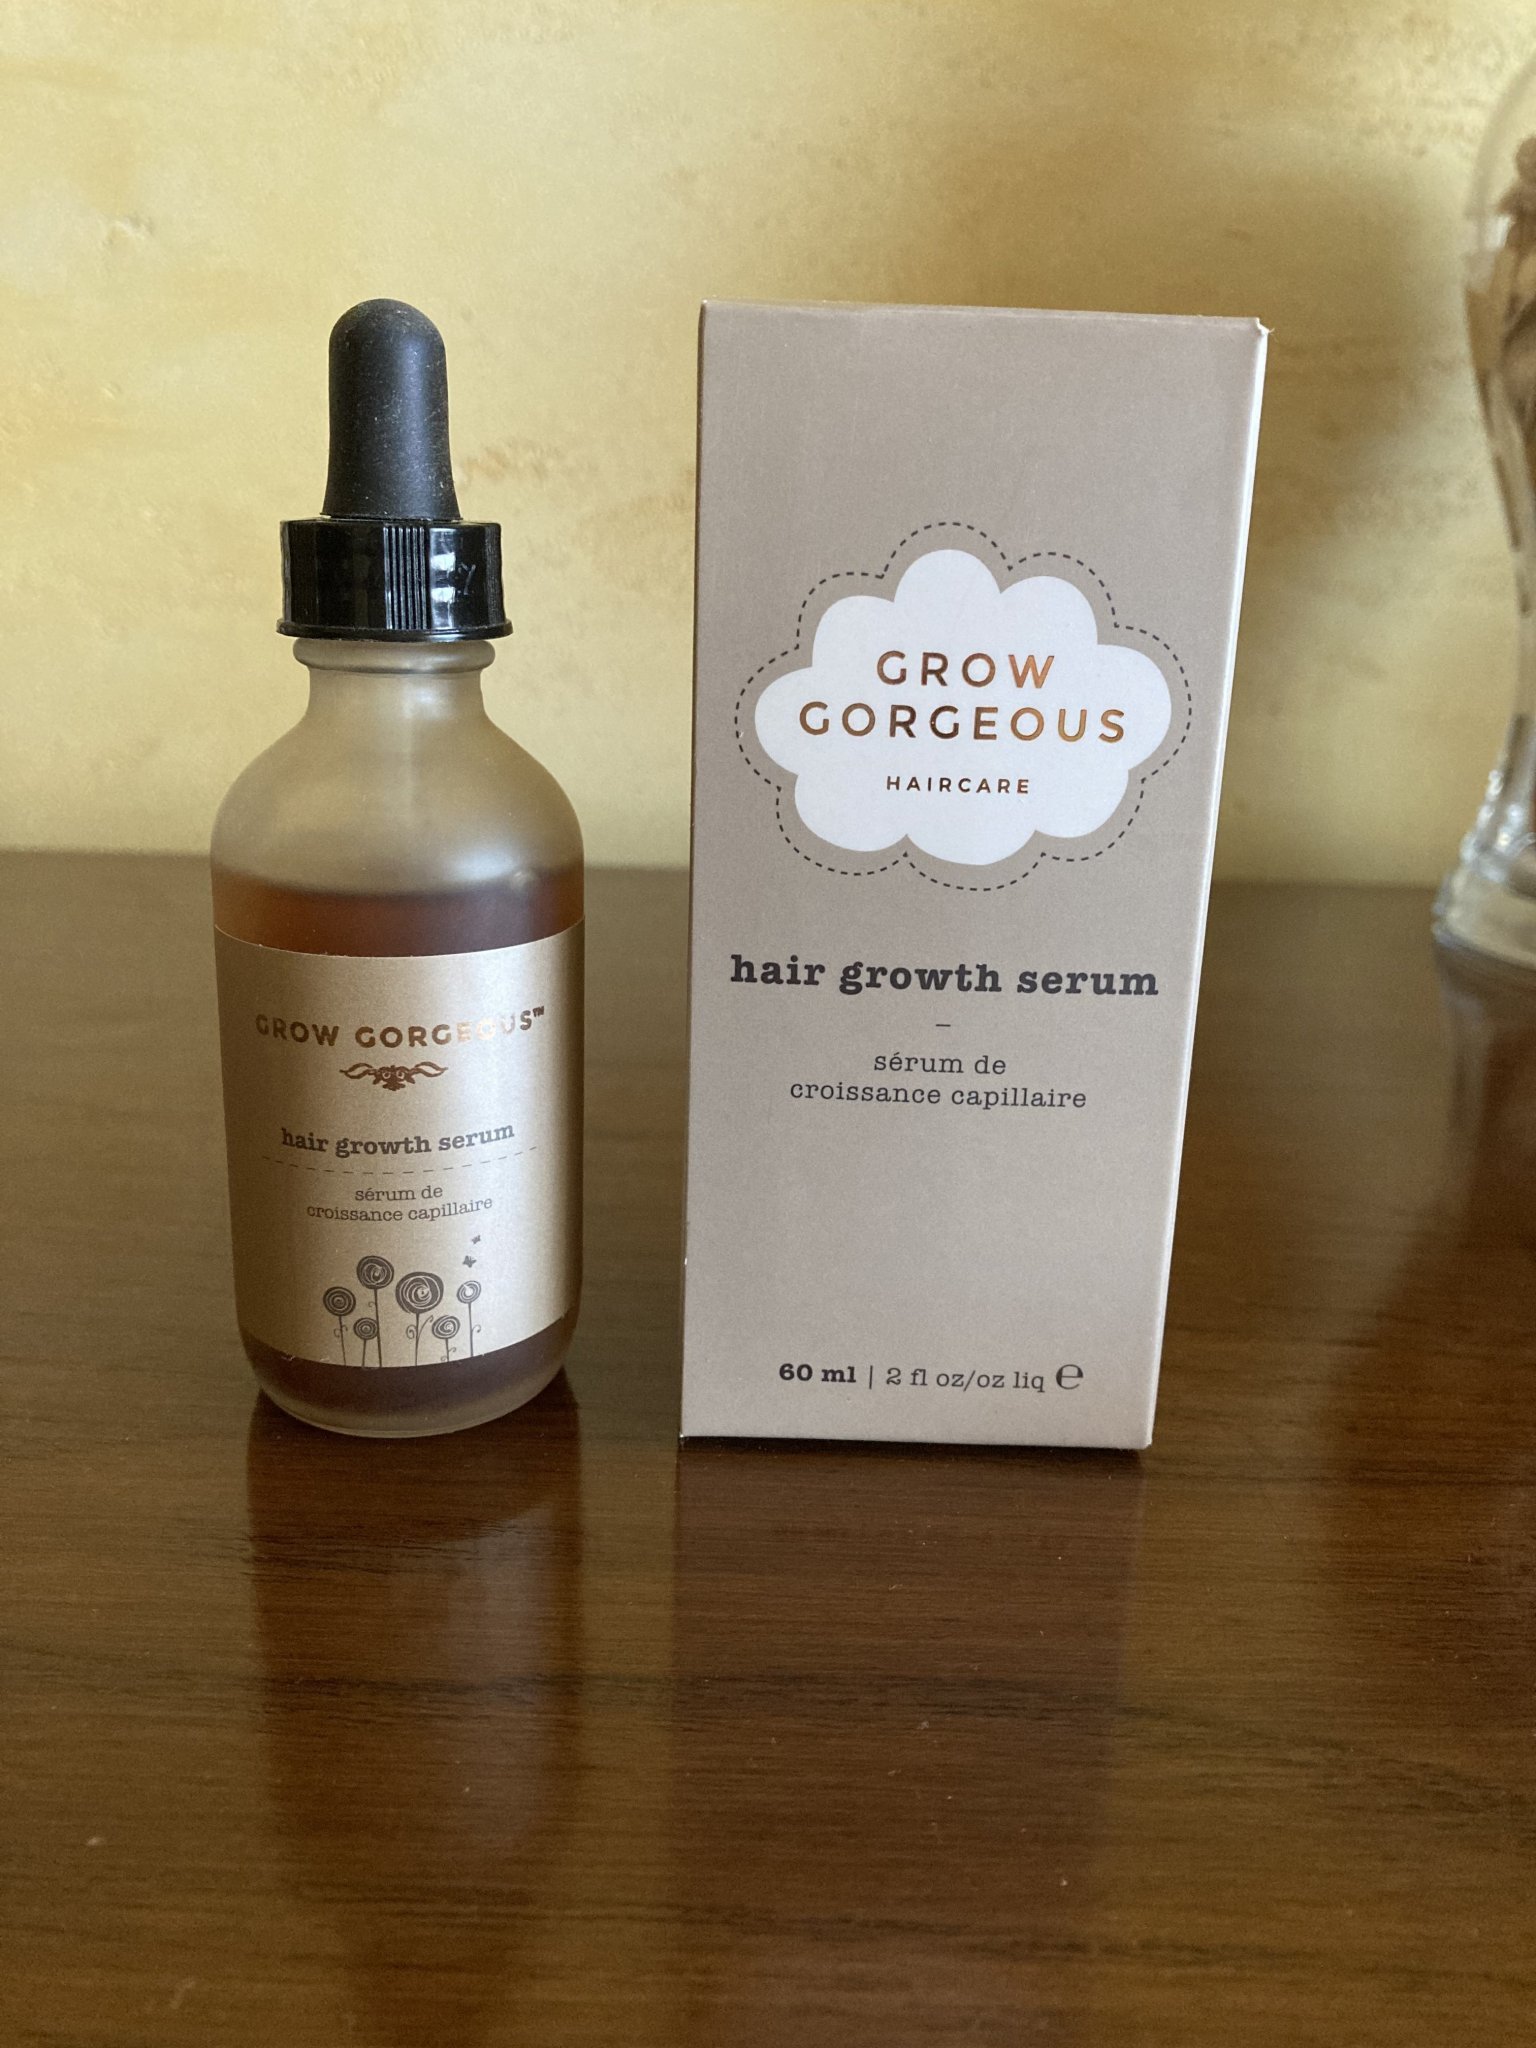 GROW GORGEOUS™
hair growth serum
sérum de
croissance capillaire
GROW
GORGEOUS
HAIRCARE
hair growth serum
–
sérum de
croissance capillaire
60 ml | 2 fl oz/oz liq ℮